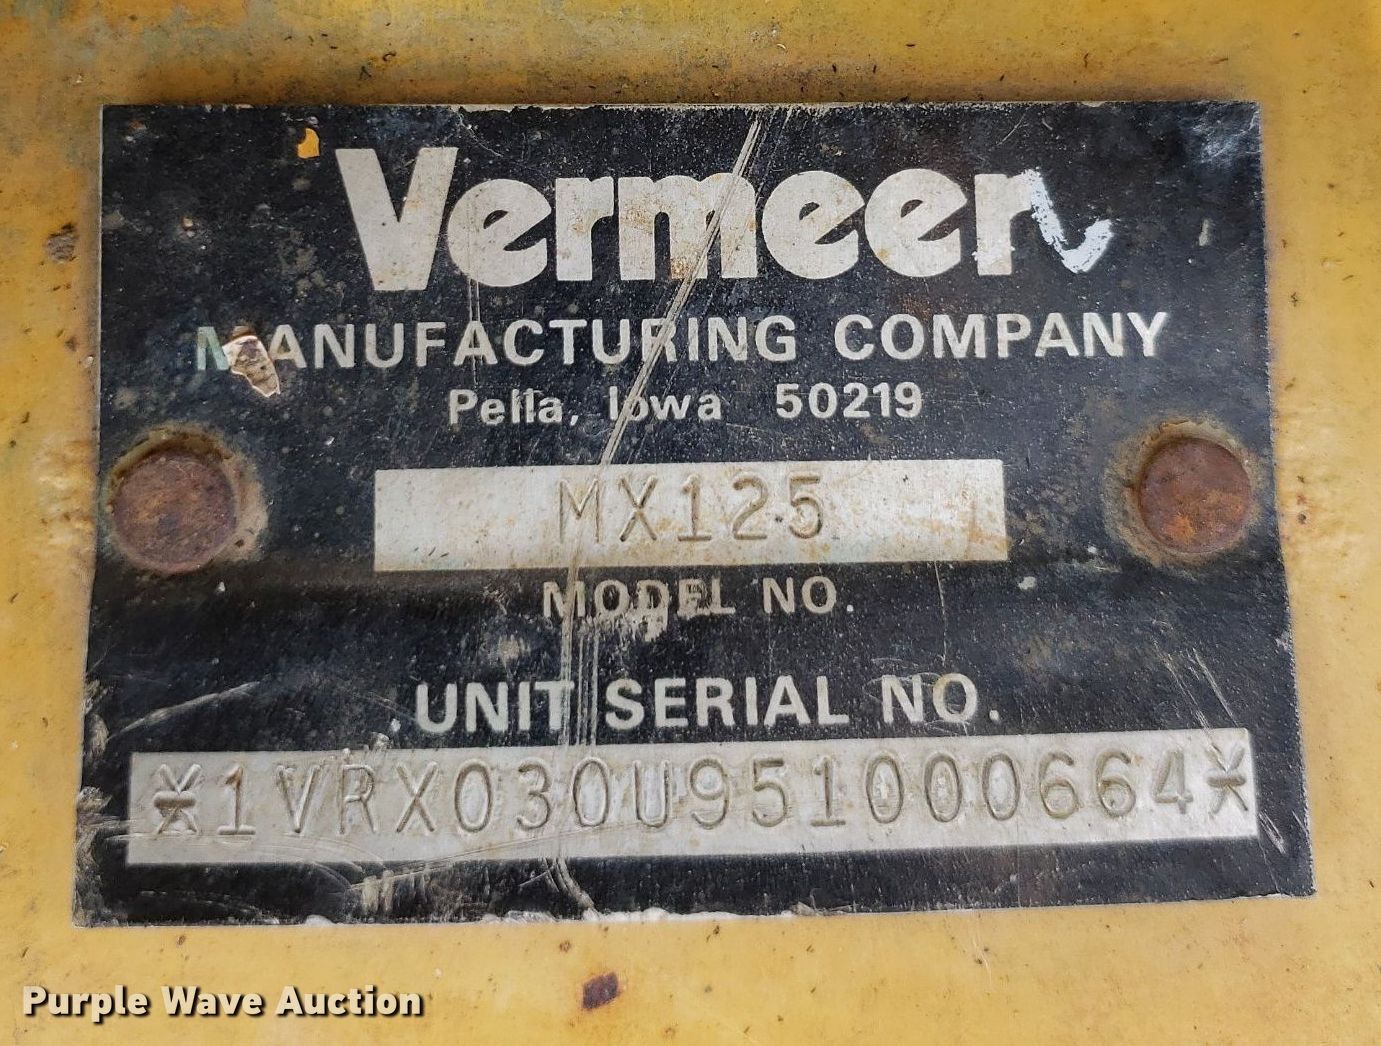 Vermeer
MANUFACTURING COMPANY
Pella, Iowa 50219
MX125
MODEL NO.
UNIT SERIAL NO.
*1VRX030U951000664*
Purple Wave Auction